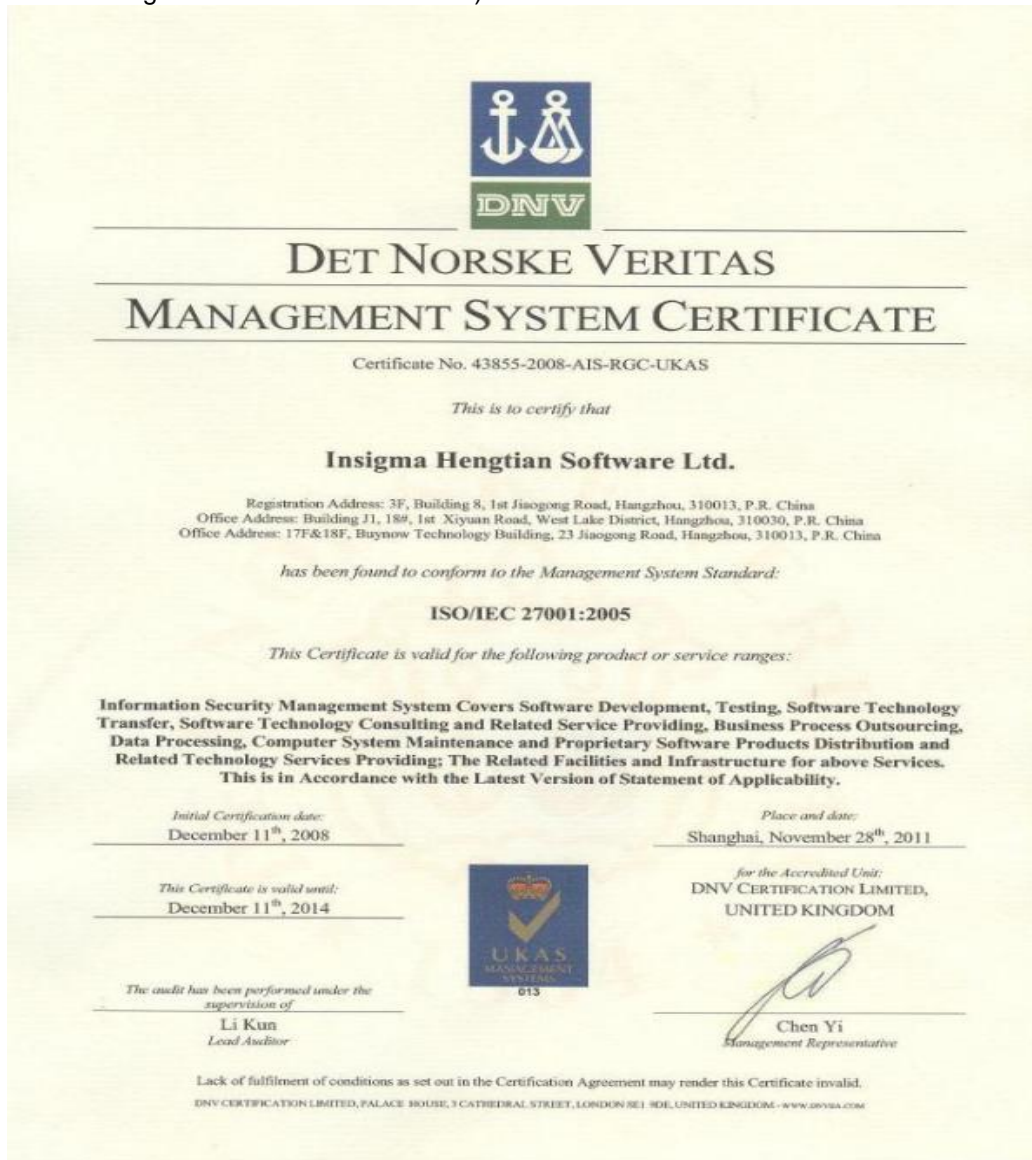 DNV
DET NORSKE VERITAS
MANAGEMENT SYSTEM CERTIFICATE
Certificate No. 43855-2008-AIS-RGC-UKAS
This is to certify that
Insigma Hengtian Software Ltd.
Registration Address: 3F, Building 8, 1st Jiaogong Road, Hangzhou, 310013, P.R. China
Office Address: Building J1, 18#, 1st Xiyuan Road, West Lake District, Hangzhou, 310030, P.R. China
Office Address: 17F&18F, Buynow Technology Building, 23 Jiaogong Road, Hangzhou, 310013, P.R. China
has been found to conform to the Management System Standard:
ISO/IEC 27001:2005
This Certificate is valid for the following product or service ranges:
Information Security Management System Covers Software Development, Testing, Software Technology
Transfer, Software Technology Consulting and Related Service Providing, Business Process Outsourcing,
Data Processing, Computer System Maintenance and Proprietary Software Products Distribution and
Related Technology Services Providing; The Related Facilities and Infrastructure for above Services.
This is in Accordance with the Latest Version of Statement of Applicability.
Initial Certification date:
December 11th, 2008
Place and date:
Shanghai, November 28th, 2011
This Certificate is valid until:
December 11th, 2014
for the Accredited Unit:
DNV CERTIFICATION LIMITED,
UNITED KINGDOM
UKAS
MANAGEMENT
SYSTEMS
013
The audit has been performed under the
supervision of
Li Kun
Lead Auditor
Chen Yi
Management Representative
Lack of fulfilment of conditions as set out in the Certification Agreement may render this Certificate invalid.
DNV CERTIFICATION LIMITED, PALACE HOUSE, 3 CATHEDRAL STREET, LONDON SE1 9DE, UNITED KINGDOM - WWW.DNVBA.COM